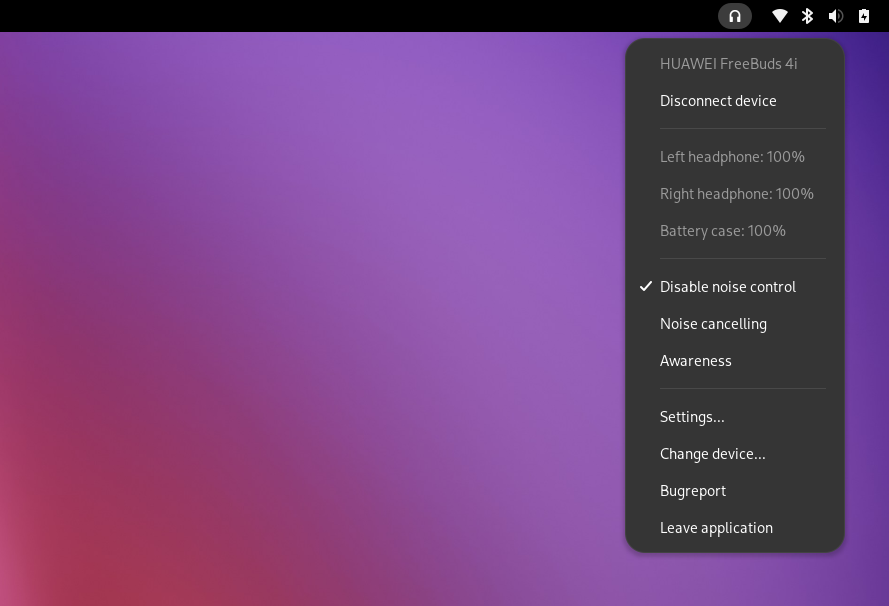 HUAWEI FreeBuds 4i
Disconnect device
Left headphone: 100%
Right headphone: 100%
Battery case: 100%
Disable noise control
Noise cancelling
Awareness
Settings...
Change device...
Bugreport
Leave application